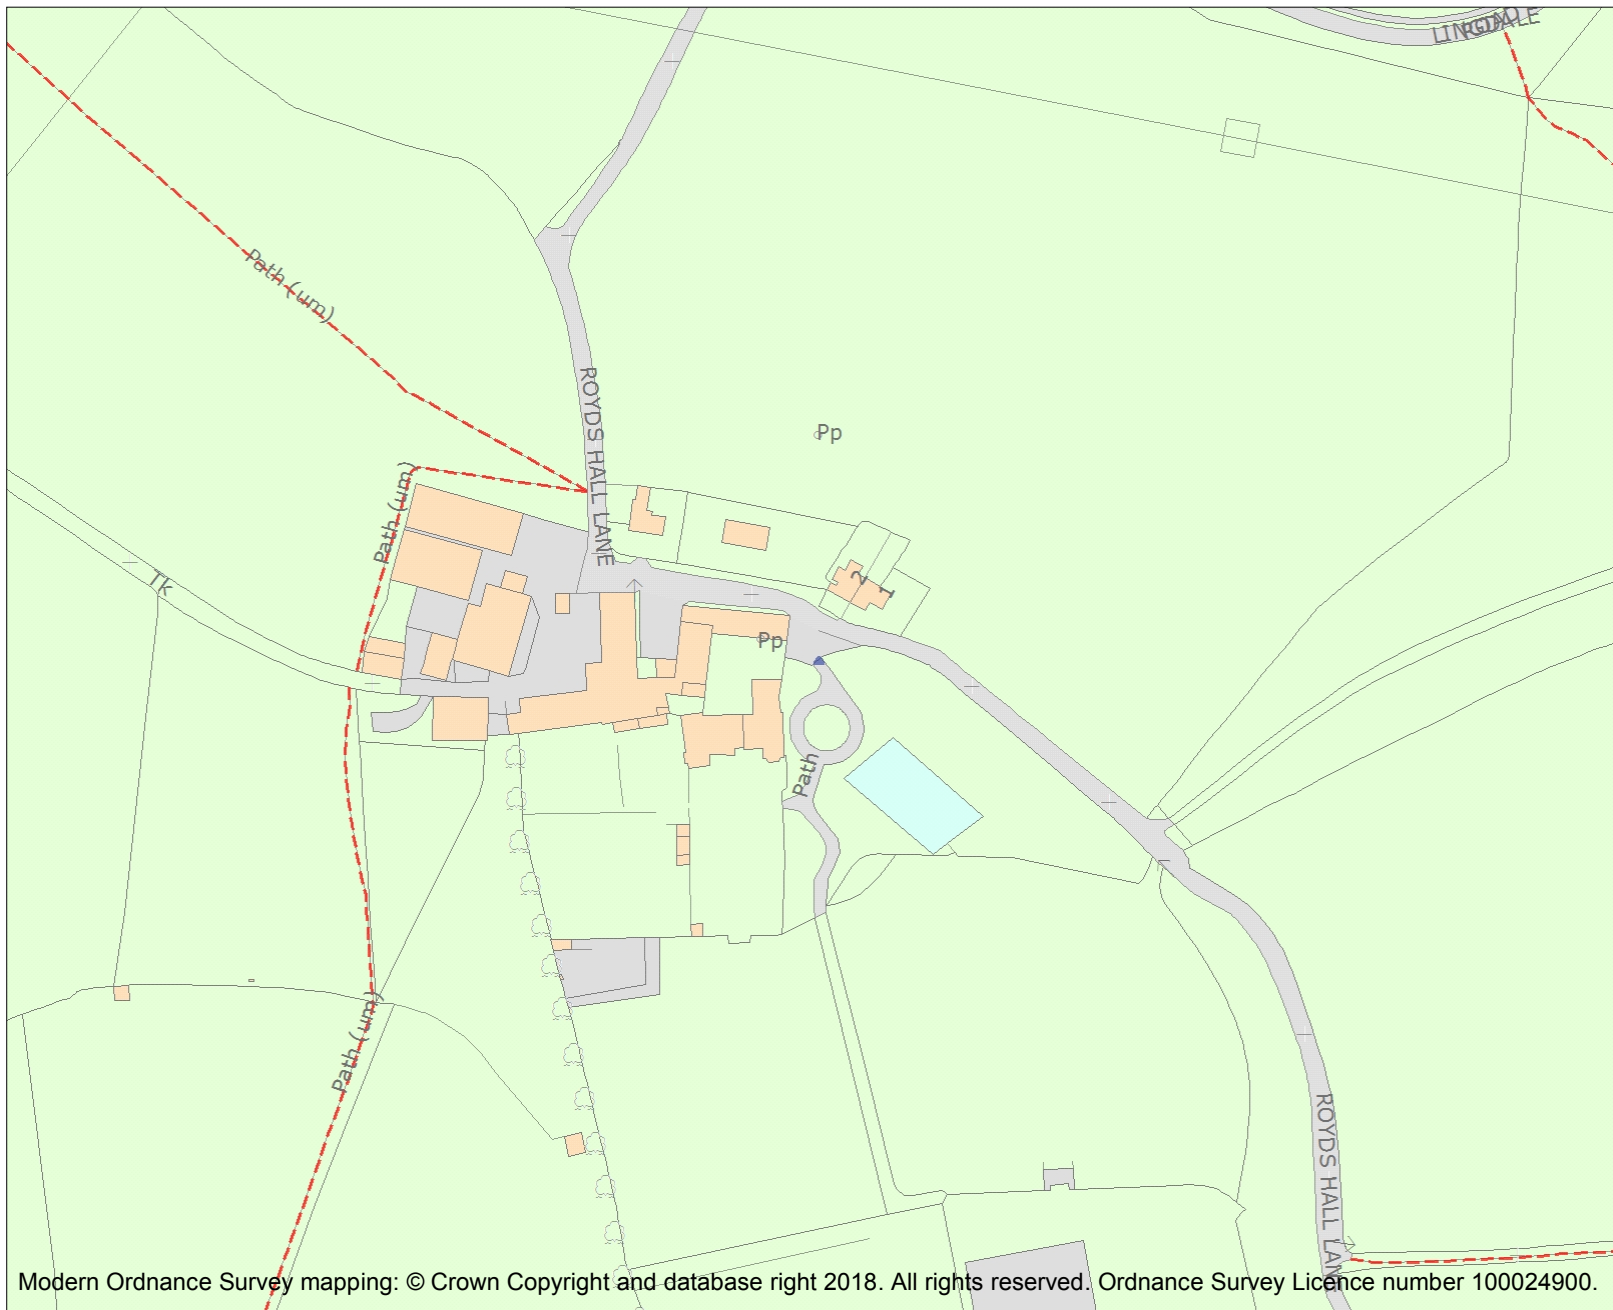 LINGDALE
ROAD
Path (um)
ROYDS HALL LANE
Pp
Path (um)
2
1
Tk
Pp
Path
Path (um)
ROYDS HALL LANE
Modern Ordnance Survey mapping: © Crown Copyright and database right 2018. All rights reserved. Ordnance Survey Licence number 100024900.